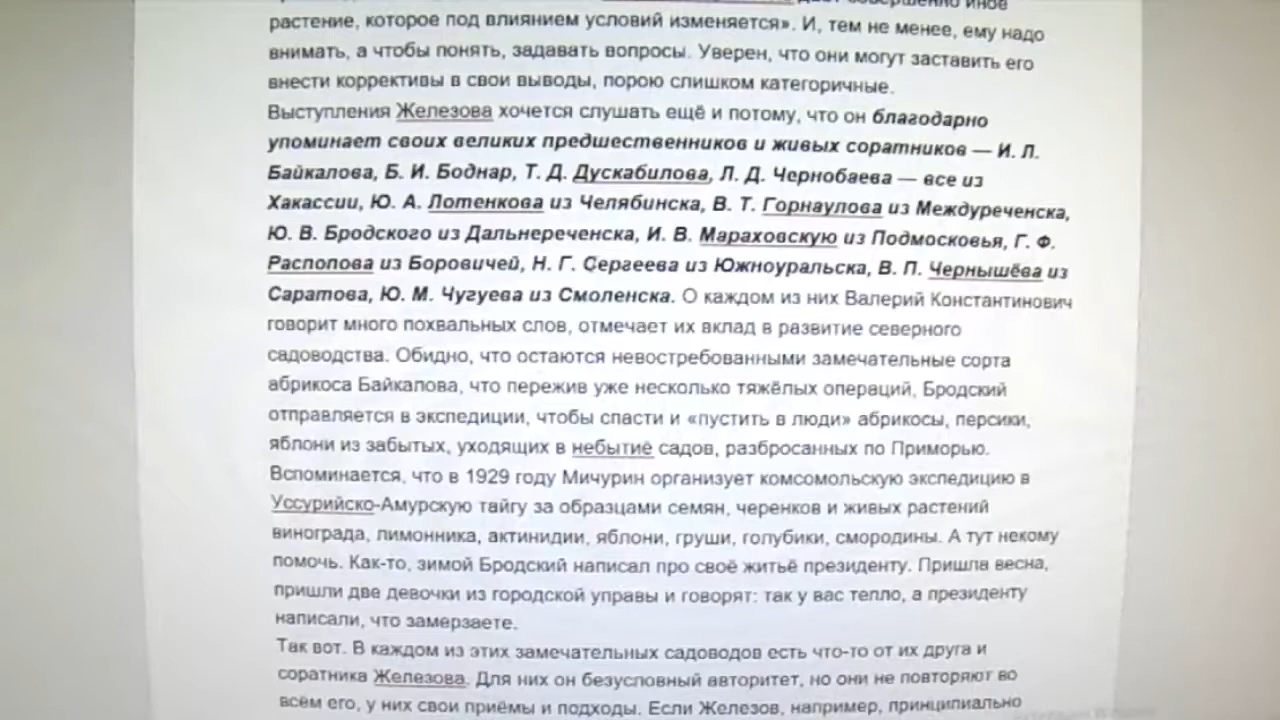 совершенно иное
растение, которое под влиянием условий изменяется». И, тем не менее, ему надо
внимать, а чтобы понять, задавать вопросы. Уверен, что они могут заставить его
внести коррективы в свои выводы, порою слишком категоричные.
Выступления Железова хочется слушать ещё и потому, что он благодарно
упоминает своих великих предшественников и живых соратников — И. Л.
Байкалова, Б. И. Боднар, Т. Д. Дускабилова, Л. Д. Чернобаева — все из
Хакассии, Ю. А. Лотенкова из Челябинска, В. Т. Горнаулова из Междуреченска,
Ю. В. Бродского из Дальнереченска, И. В. Мараховскую из Подмосковья, Г. Ф.
Распопова из Боровичей, Н. Г. Сергеева из Южноуральска, В. П. Чернышёва из
Саратова, Ю. М. Чугуева из Смоленска. О каждом из них Валерий Константинович
говорит много похвальных слов, отмечает их вклад в развитие северного
садоводства. Обидно, что остаются невостребованными замечательные сорта
абрикоса Байкалова, что пережив уже несколько тяжёлых операций, Бродский
отправляется в экспедиции, чтобы спасти и «пустить в люди» абрикосы, персики,
яблони из забытых, уходящих в небытиё садов, разбросанных по Приморью.
Вспоминается, что в 1929 году Мичурин организует комсомольскую экспедицию в
Уссурийско-Амурскую тайгу за образцами семян, черенков и живых растений
винограда, лимонника, актинидии, яблони, груши, голубики, смородины. А тут некому
помочь. Как-то, зимой Бродский написал про своё житьё президенту. Пришла весна,
пришли две девочки из городской управы и говорят: так у вас тепло, а президенту
написали, что замерзаете.
Так вот. В каждом из этих замечательных садоводов есть что-то от их друга и
соратника Железова. Для них он безусловный авторитет, но они не повторяют во
всём его, у них свои приёмы и подходы. Если Железов, например, принципиально